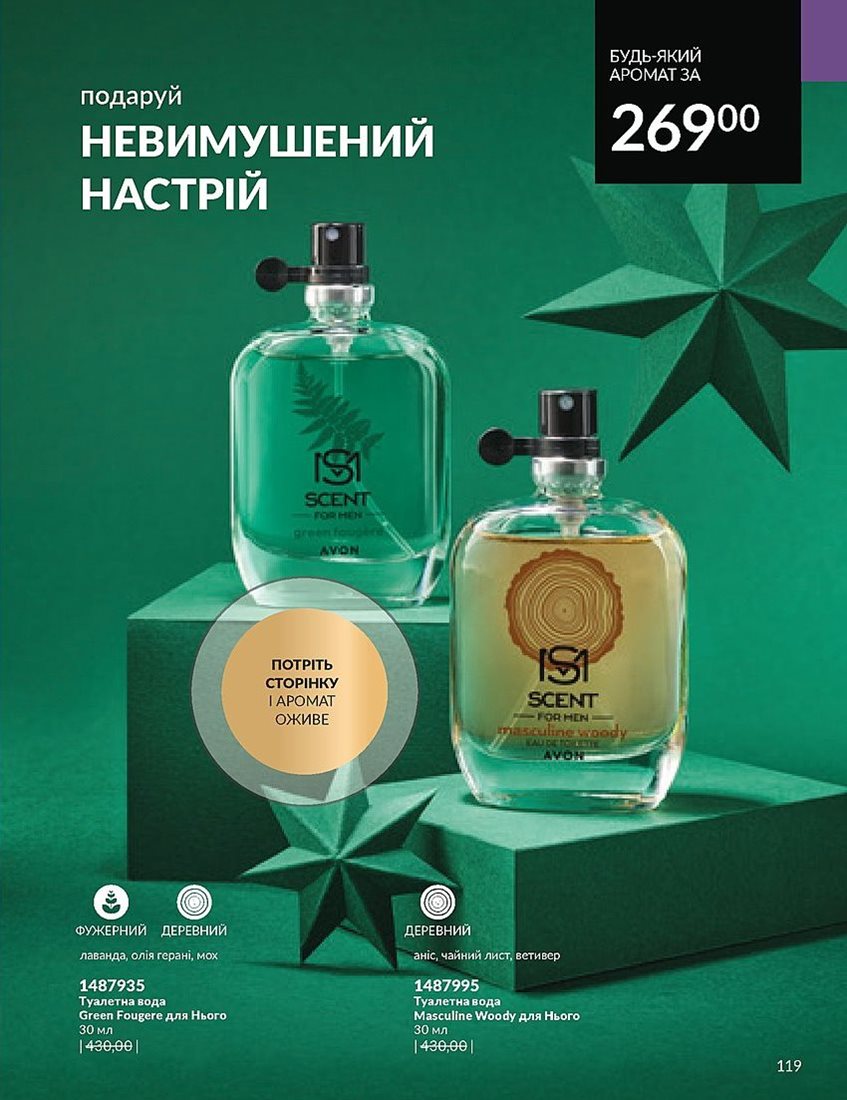 подаруй
НЕВИМУШЕНИЙ
НАСТРІЙ
БУДЬ-ЯКИЙ
АРОМАТ ЗА
269⁰⁰
SM
SCENT
FOR MEN
green fougere
AVON
SM
SCENT
FOR MEN
masculine woody
EAU DE TOILETTE
AVON
ПОТРІТЬ
СТОРІНКУ
І АРОМАТ
ОЖИВЕ
ФУЖЕРНИЙ ДЕРЕВНИЙ
лаванда, олія герані, мох
1487935
Туалетна вода
Green Fougere для Нього
30 мл
| 430,00 |
ДЕРЕВНИЙ
аніс, чайний лист, ветивер
1487995
Туалетна вода
Masculine Woody для Нього
30 мл
| 430,00 |
119